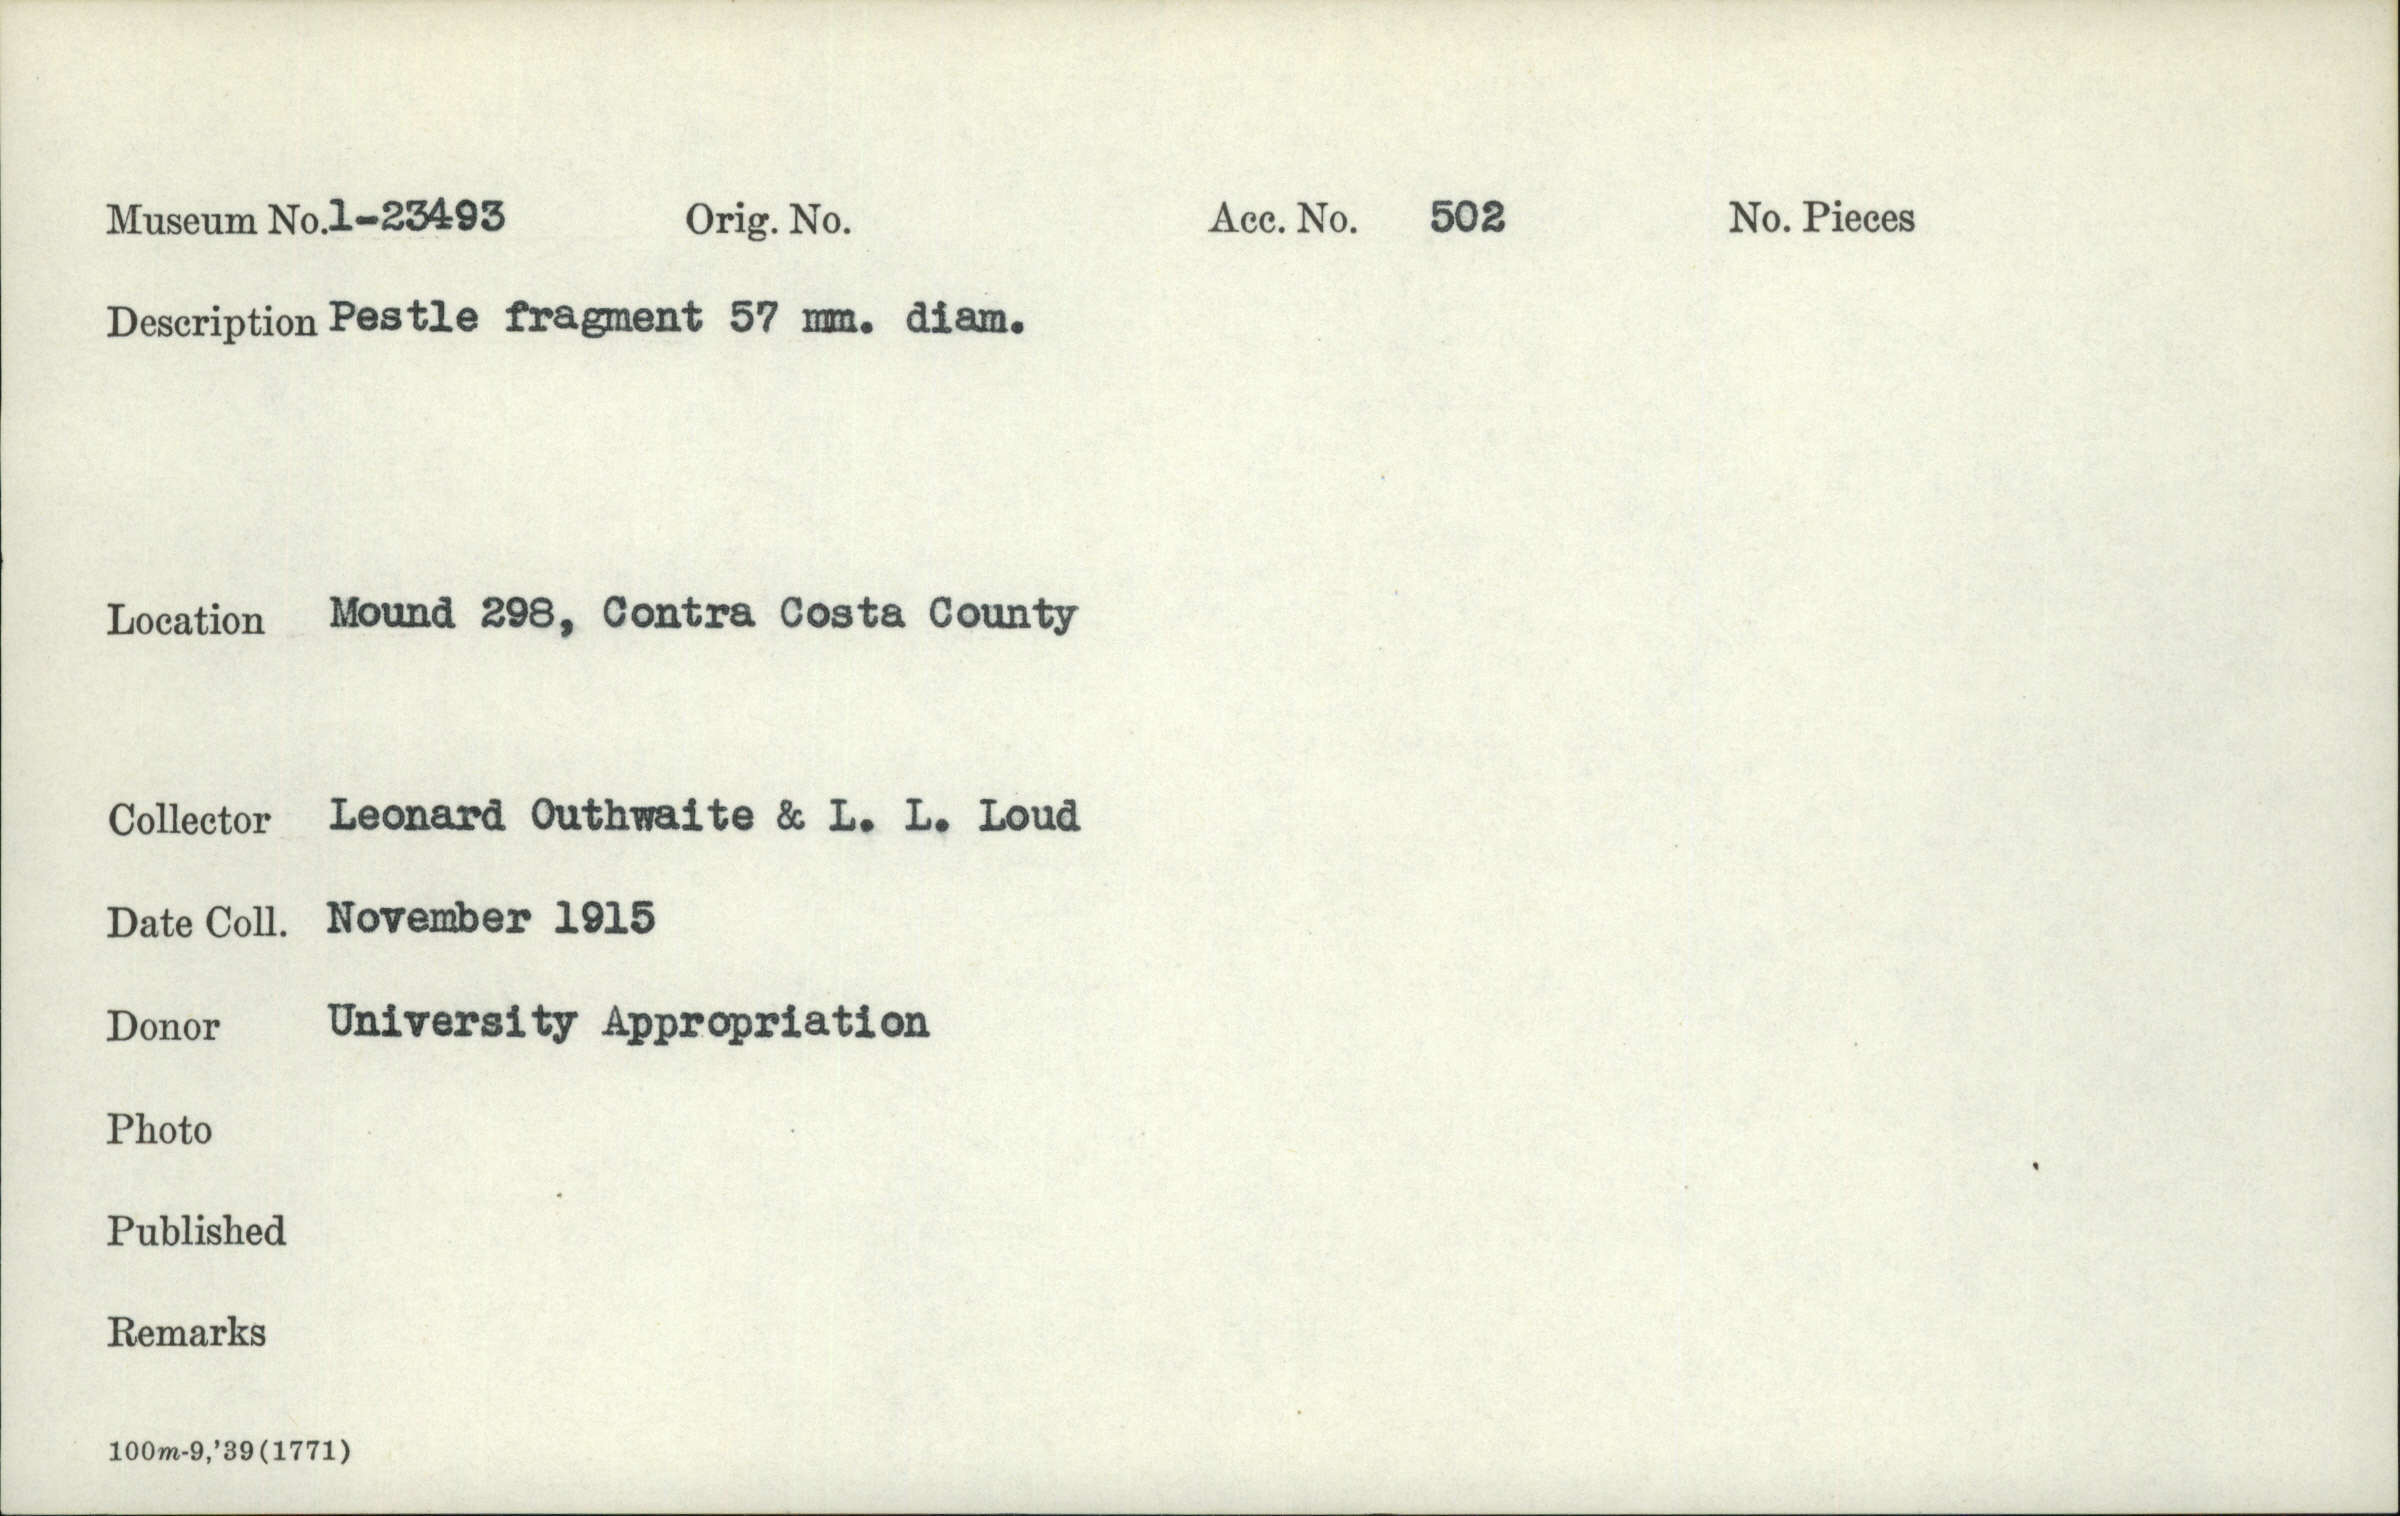 Museum No.1-23493 Orig. No. Acc. No. 502 No. Pieces
Description Pestle fragment 57 mm. diam.
Location Mound 298, Contra Costa County
Collector Leonard Outhwaite & L. L. Loud
Date Coll. November 1915
Donor University Appropriation
Photo
Published
Remarks
100m-9,'39(1771)